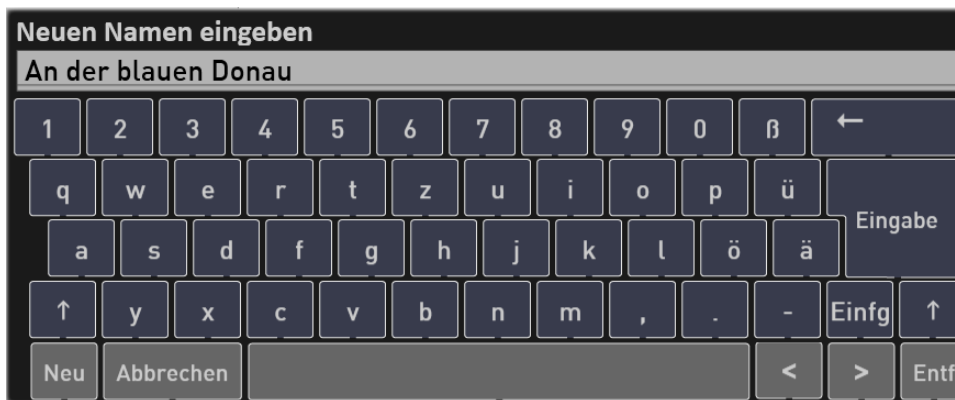 Neuen Namen eingeben
An der blauen Donau
1 2 3 4 5 6 7 8 9 0 ß ←
q w e r t z u i o p ü
Eingabe
a s d f g h j k l ö ä
↑ y x c v b n m , . - Einfg ↑
Neu Abbrechen < > Entf